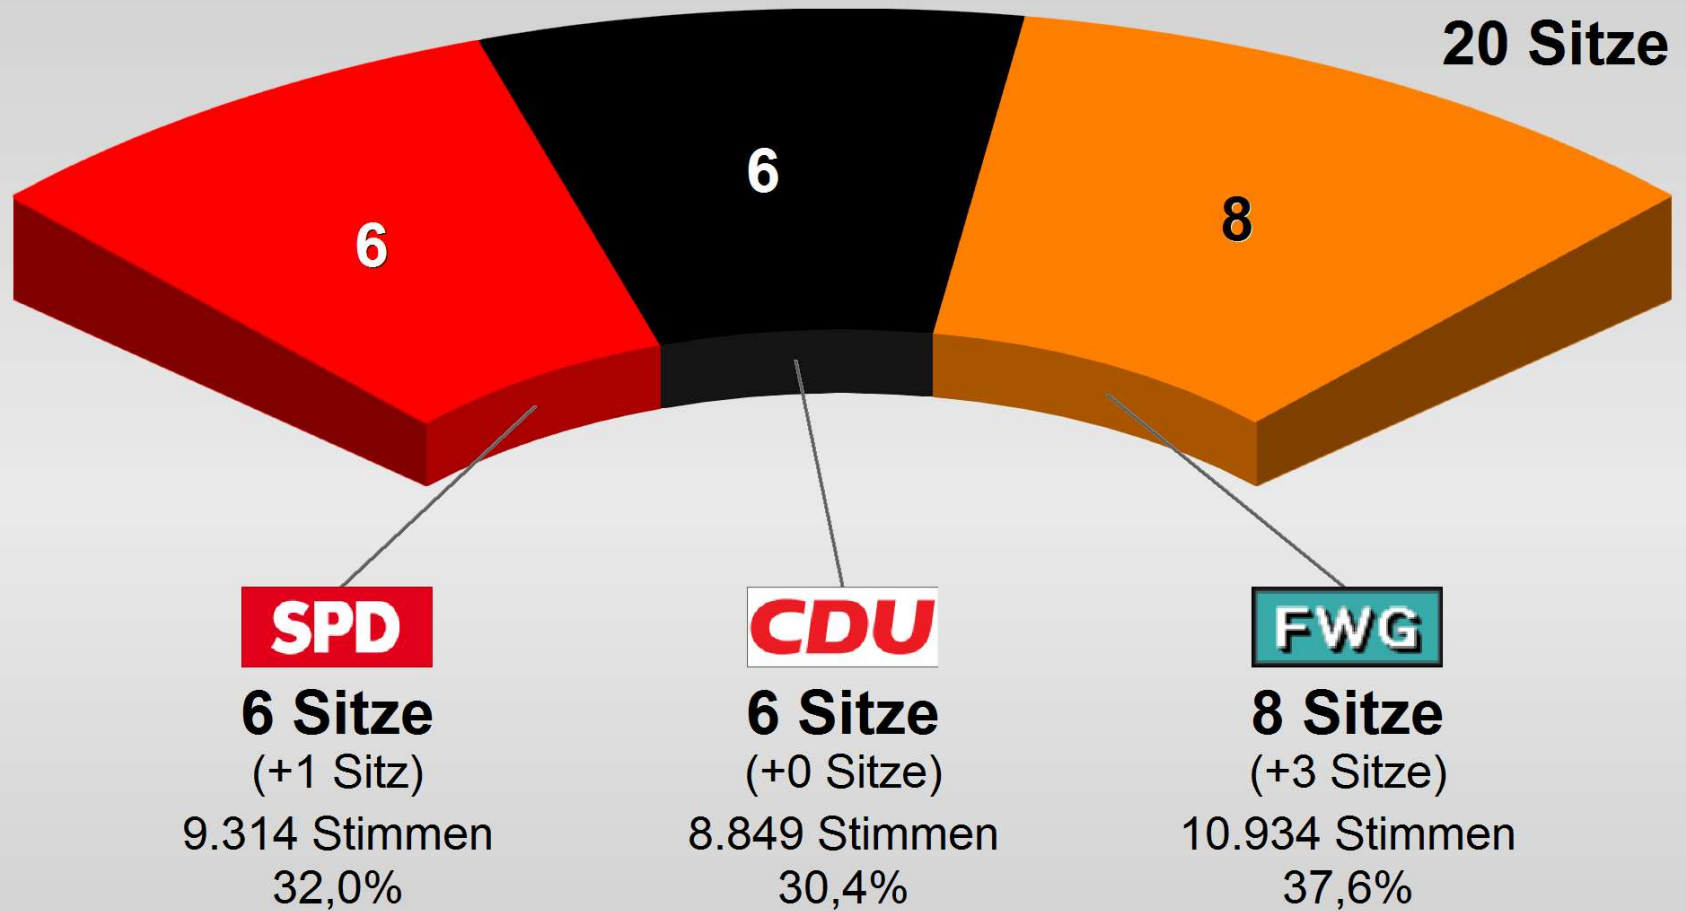 20 Sitze
6
6
8
SPD
6 Sitze
(+1 Sitz)
9.314 Stimmen
32,0%
CDU
6 Sitze
(+0 Sitze)
8.849 Stimmen
30,4%
FWG
8 Sitze
(+3 Sitze)
10.934 Stimmen
37,6%